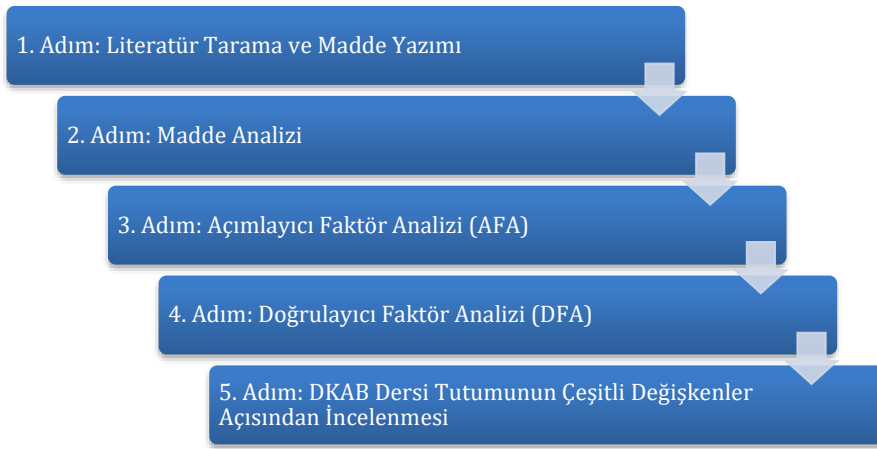 1. Adım: Literatür Tarama ve Madde Yazımı
2. Adım: Madde Analizi
3. Adım: Açımlayıcı Faktör Analizi (AFA)
4. Adım: Doğrulayıcı Faktör Analizi (DFA)
5. Adım: DKAB Dersi Tutumunun Çeşitli Değişkenler
Açısından İncelenmesi